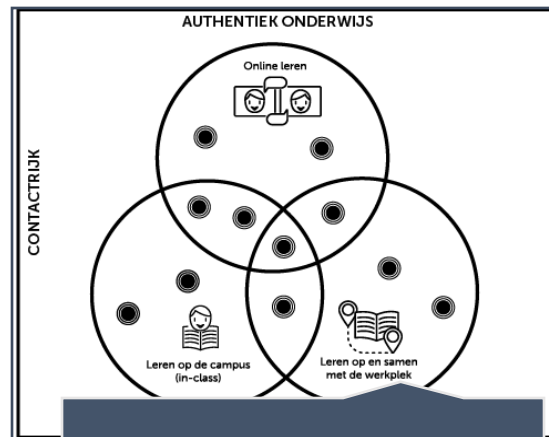 AUTHENTIEK ONDERWIJS
Online leren
CONTACTRIJK
Leren op de campus
(in-class)
Leren op en samen
met de werkplek